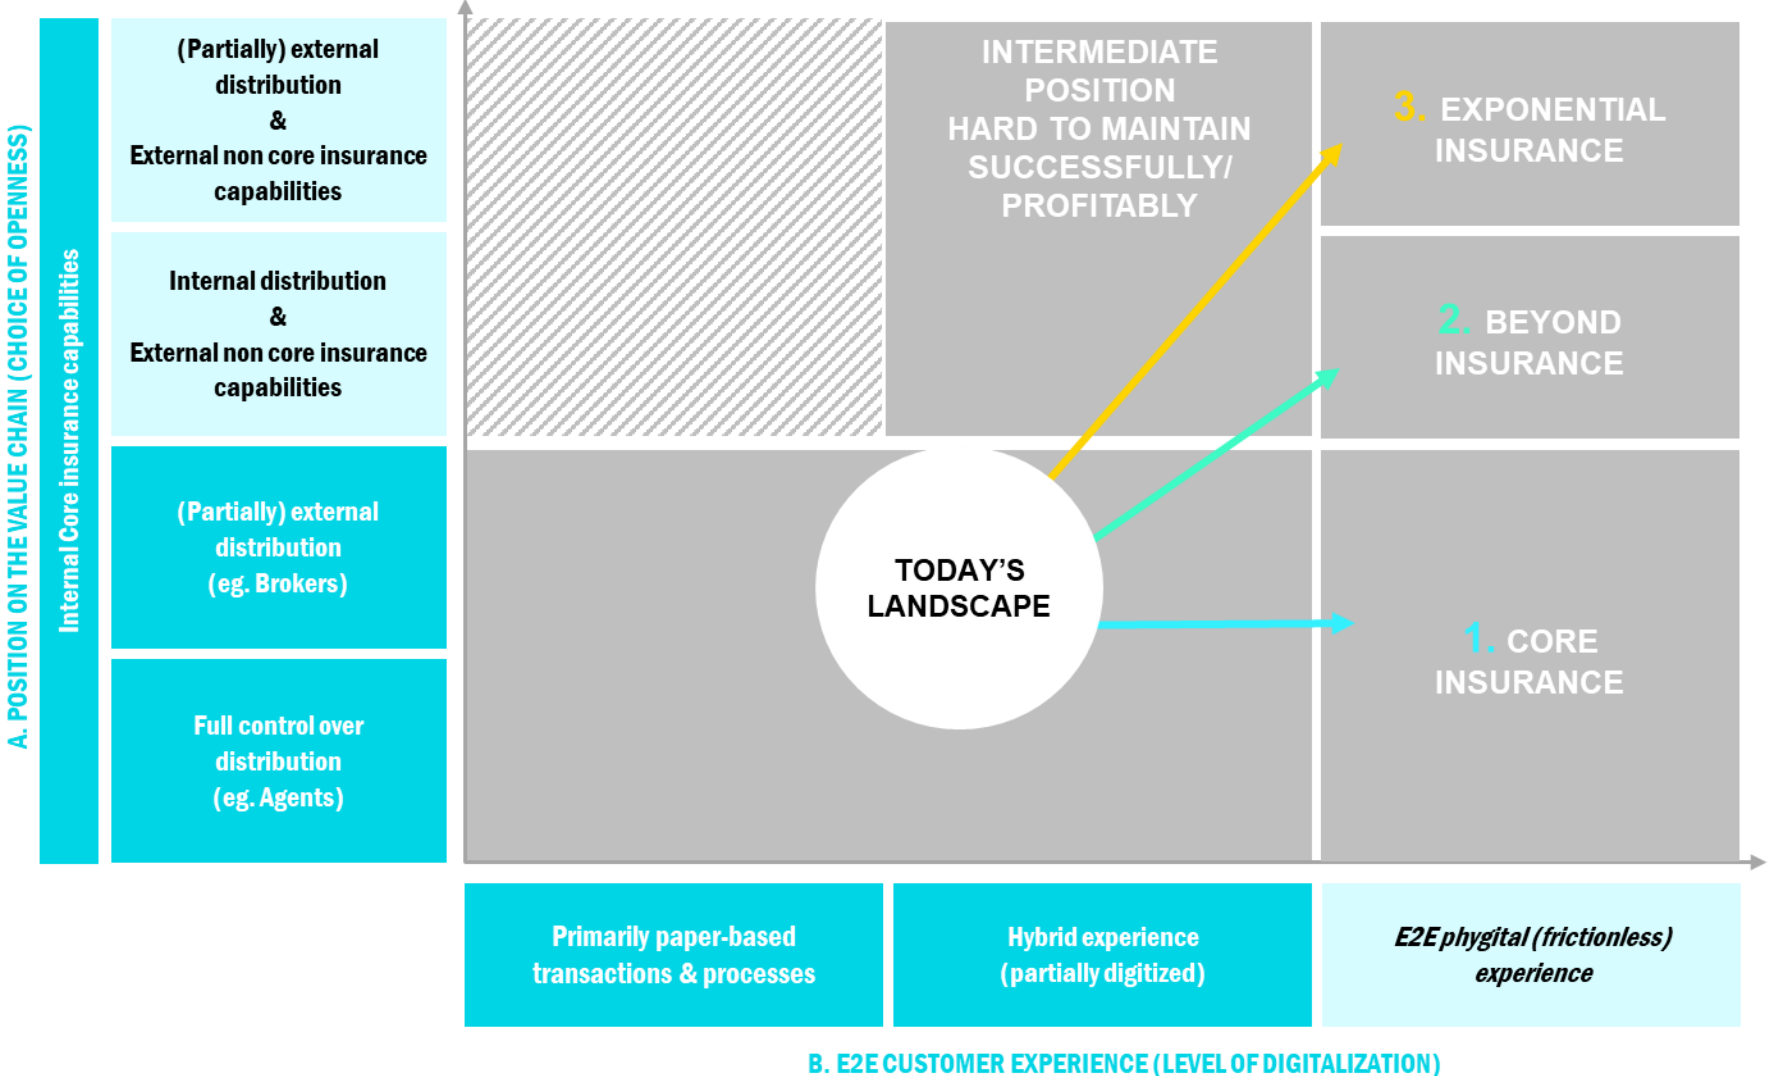 A. POSITION ON THE VALUE CHAIN (CHOICE OF OPENNESS)
Internal Core insurance capabilities
(Partially) external
distribution
&
External non core insurance
capabilities
Internal distribution
&
External non core insurance
capabilities
(Partially) external
distribution
(eg. Brokers)
Full control over
distribution
(eg. Agents)
INTERMEDIATE
POSITION
HARD TO MAINTAIN
SUCCESSFULLY/
PROFITABLY
3. EXPONENTIAL
INSURANCE
2. BEYOND
INSURANCE
TODAY'S
LANDSCAPE
1. CORE
INSURANCE
Primarily paper-based
transactions & processes
Hybrid experience
(partially digitized)
E2E phygital (frictionless)
experience
B. E2E CUSTOMER EXPERIENCE (LEVEL OF DIGITALIZATION)